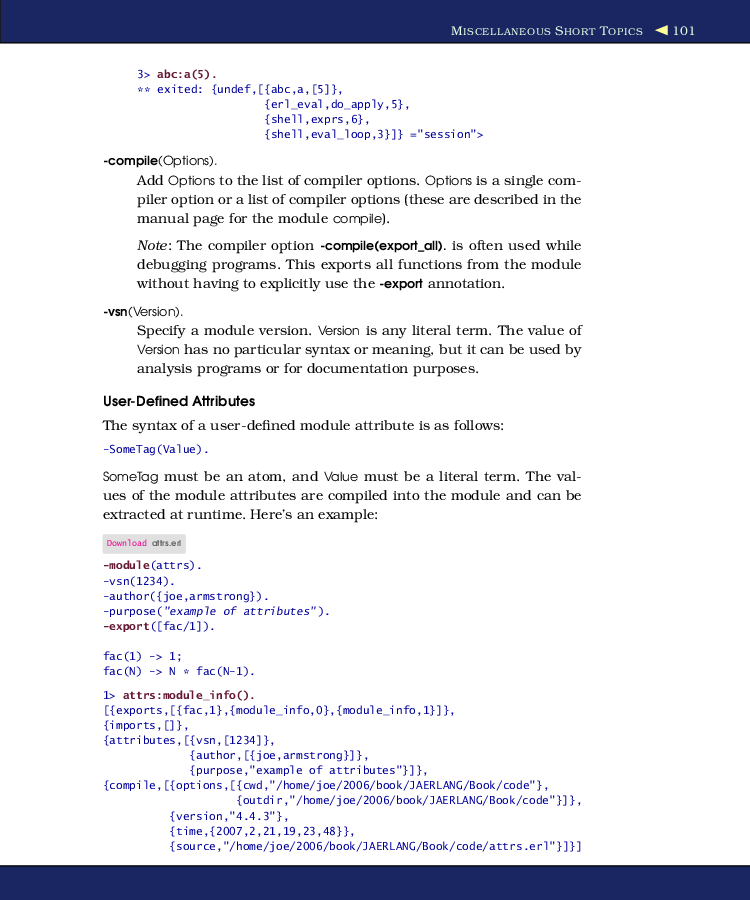 MISCELLANEOUS SHORT TOPICS ◀ 101
3> abc:a(5).
** exited: {undef,[{abc,a,[5]},
{erl_eval,do_apply,5},
{shell,exprs,6},
{shell,eval_loop,3}]} ="session">
-compile(Options).
Add Options to the list of compiler options. Options is a single com-
piler option or a list of compiler options (these are described in the
manual page for the module compile).
Note: The compiler option -compile(export_all). is often used while
debugging programs. This exports all functions from the module
without having to explicitly use the -export annotation.
-vsn(Version).
Specify a module version. Version is any literal term. The value of
Version has no particular syntax or meaning, but it can be used by
analysis programs or for documentation purposes.
User-Defined Attributes
The syntax of a user-defined module attribute is as follows:
-SomeTag(Value).
SomeTag must be an atom, and Value must be a literal term. The val-
ues of the module attributes are compiled into the module and can be
extracted at runtime. Here's an example:
Download attrs.erl
-module(attrs).
-vsn(1234).
-author({joe,armstrong}).
-purpose("example of attributes").
-export([fac/1]).
fac(1) -> 1;
fac(N) -> N * fac(N-1).
1> attrs:module_info().
[{exports,[{fac,1},{module_info,0},{module_info,1}]},
{imports,[]},
{attributes,[{vsn,[1234]},
{author,[{joe,armstrong}]},
{purpose,"example of attributes"}]},
{compile,[{options,[{cwd,"/home/joe/2006/book/JAERLANG/Book/code"},
{outdir,"/home/joe/2006/book/JAERLANG/Book/code"}]},
{version,"4.4.3"},
{time,{2007,2,21,19,23,48}},
{source,"/home/joe/2006/book/JAERLANG/Book/code/attrs.erl"}]}]